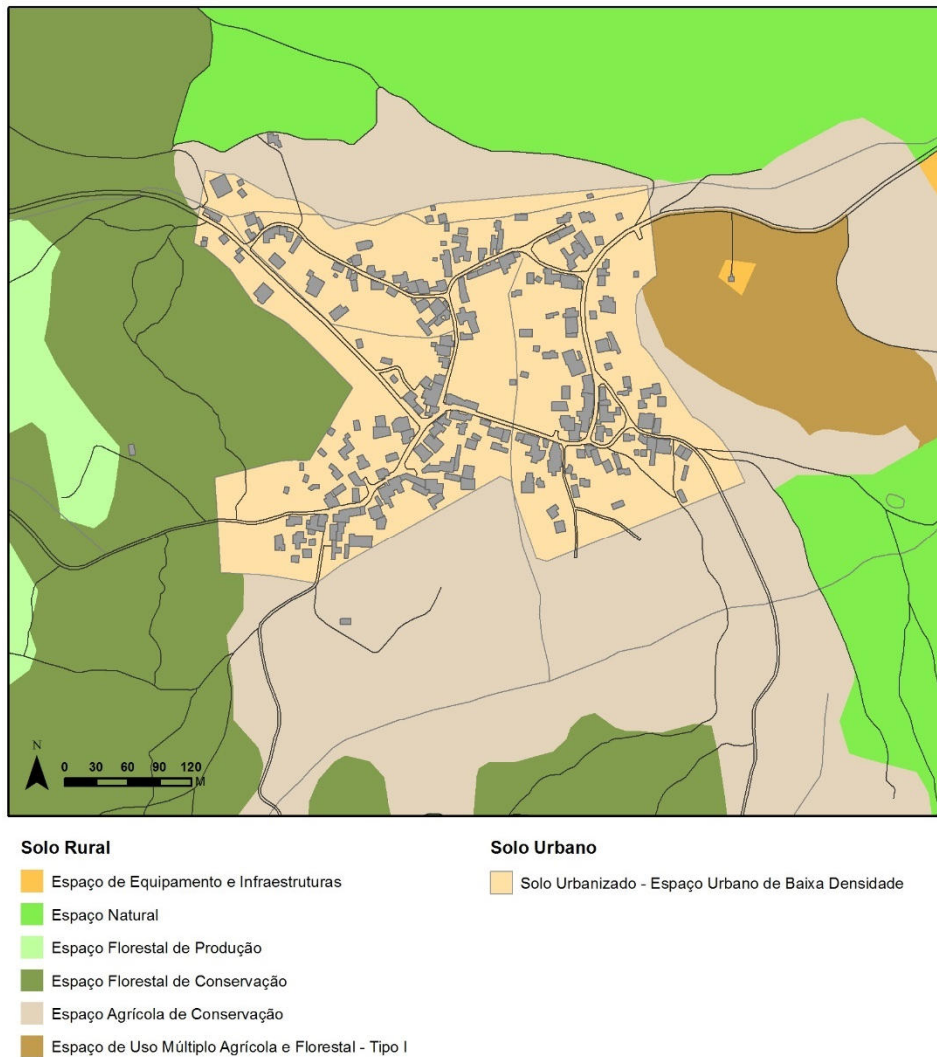 N
0 30 60 90 120
M
Solo Rural
Espaço de Equipamento e Infraestruturas
Espaço Natural
Espaço Florestal de Produção
Espaço Florestal de Conservação
Espaço Agrícola de Conservação
Espaço de Uso Múltiplo Agrícola e Florestal - Tipo I
Solo Urbano
Solo Urbanizado - Espaço Urbano de Baixa Densidade